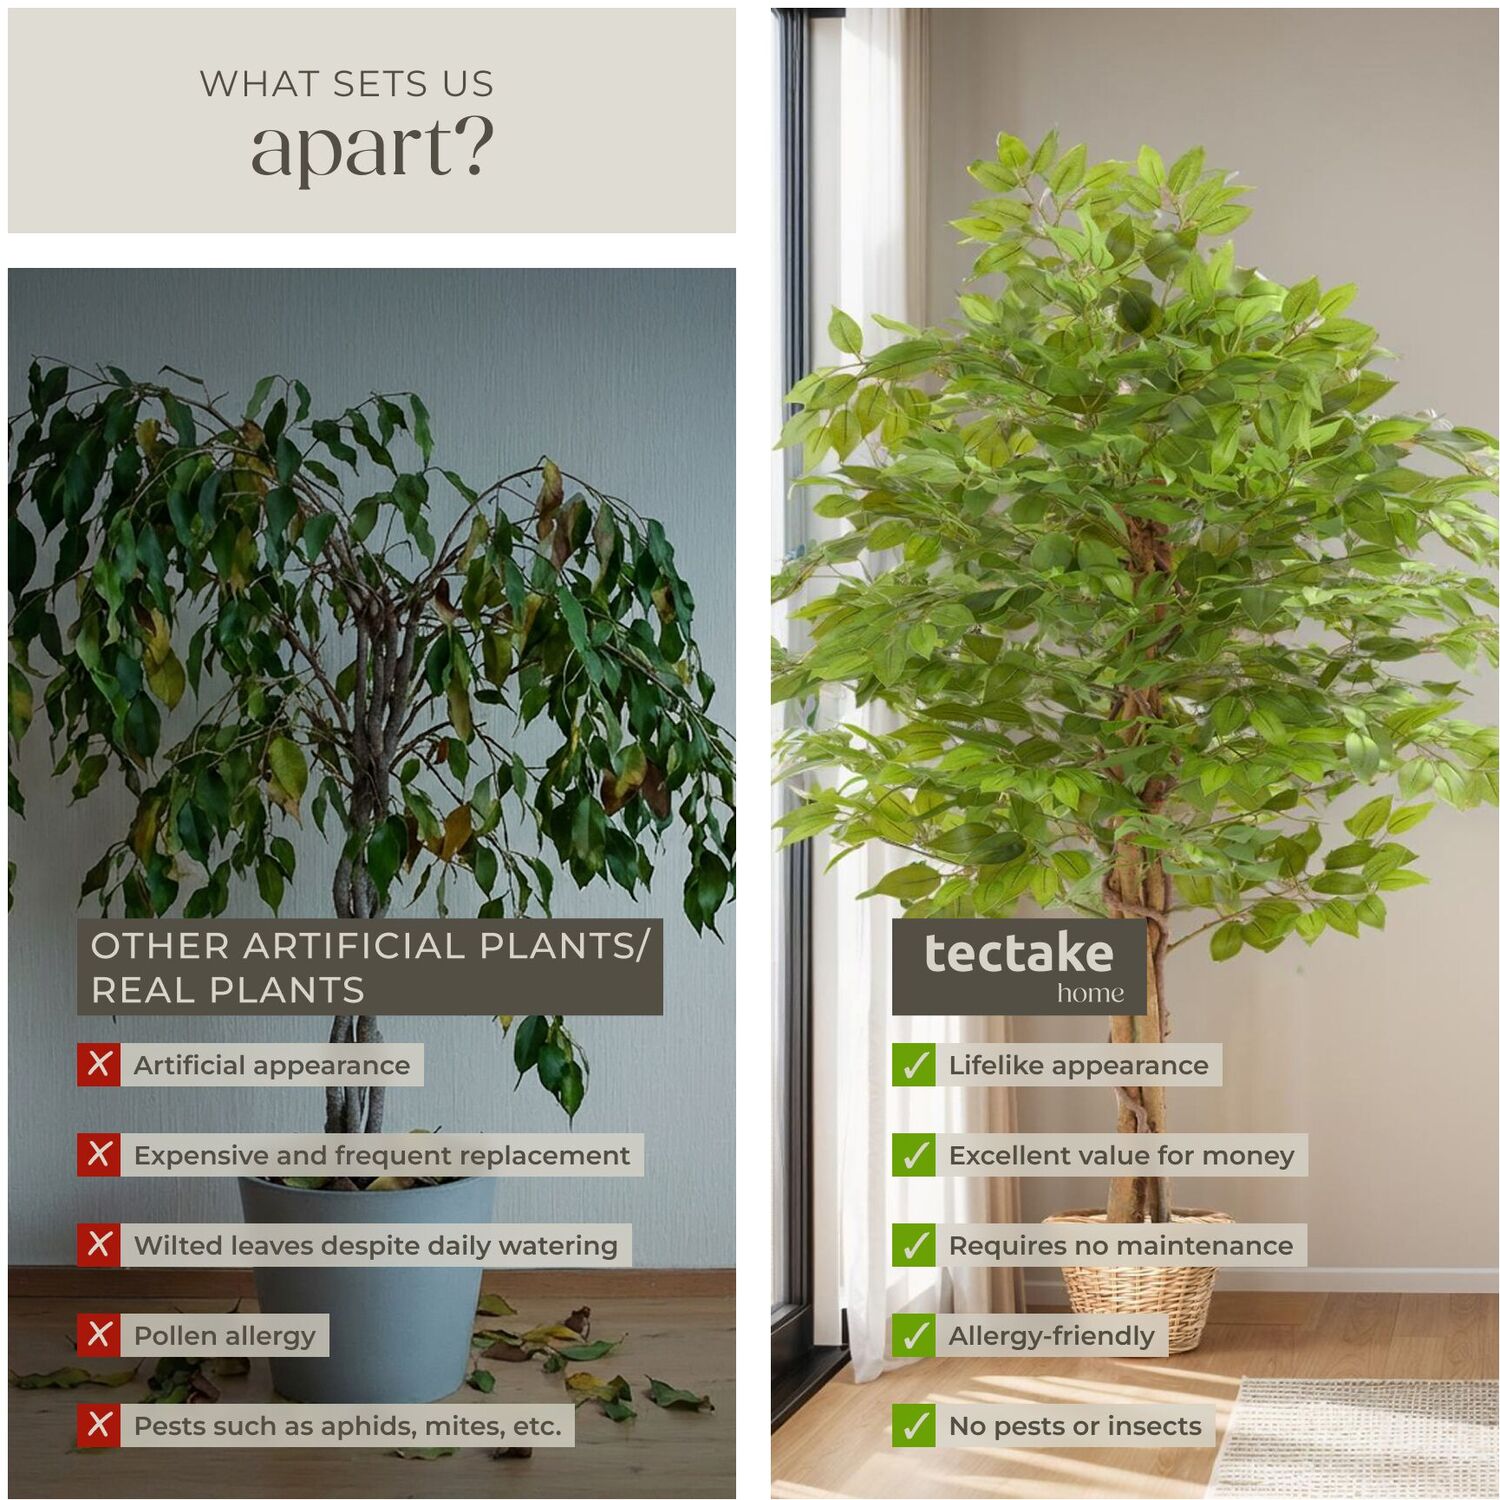 WHAT SETS US
apart?
OTHER ARTIFICIAL PLANTS/
REAL PLANTS
X Artificial appearance
X Expensive and frequent replacement
X Wilted leaves despite daily watering
X Pollen allergy
X Pests such as aphids, mites, etc.
tectake
home
✓ Lifelike appearance
✓ Excellent value for money
✓ Requires no maintenance
✓ Allergy-friendly
✓ No pests or insects